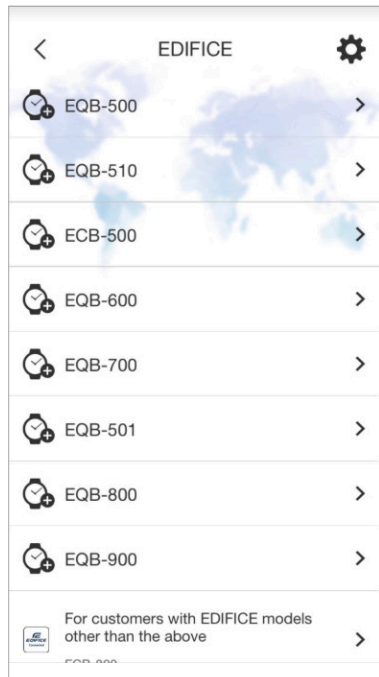 EDIFICE
EQB-500
EQB-510
ECB-500
EQB-600
EQB-700
EQB-501
EQB-800
EQB-900
For customers with EDIFICE models
other than the above
EDIFICE